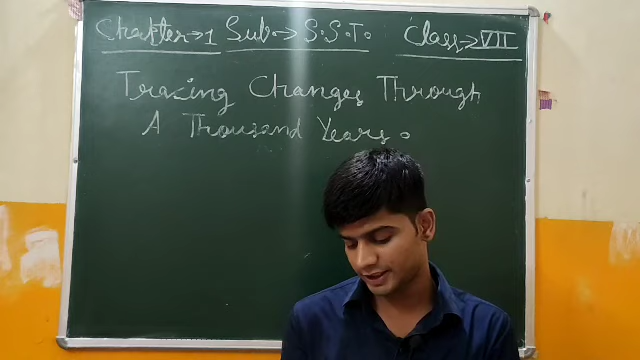 Chapter→1 Sub.→ S.S.T. Class→VII
Tracing Changes Through
A Thousand Years.